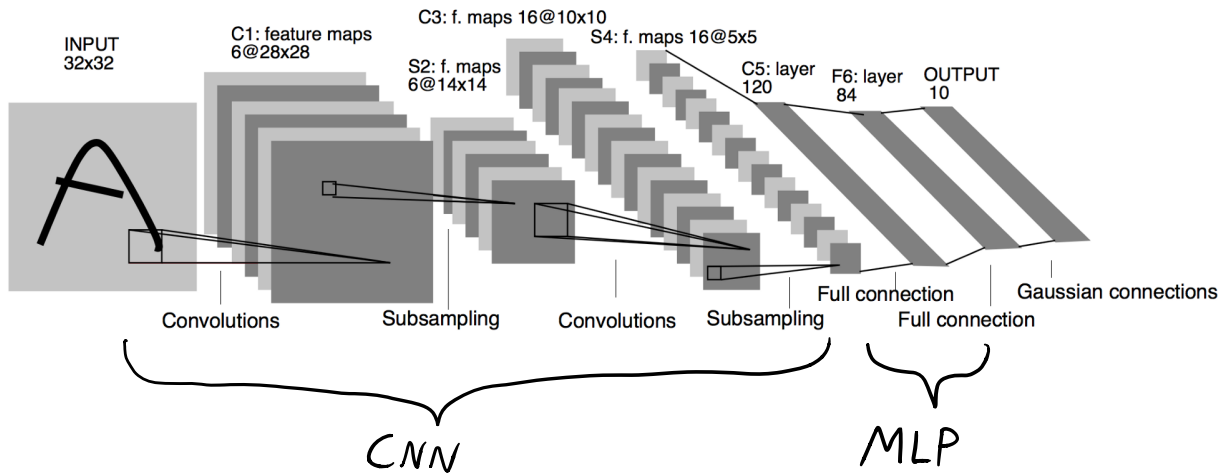 INPUT
32x32
A
C1: feature maps
6@28x28
S2: f. maps
6@14x14
C3: f. maps 16@10x10
S4: f. maps 16@5x5
C5: layer
120
F6: layer
84
OUTPUT
10
Convolutions
Subsampling
Convolutions
Subsampling
Full connection
Full connection
Gaussian connections
CNN
MLP